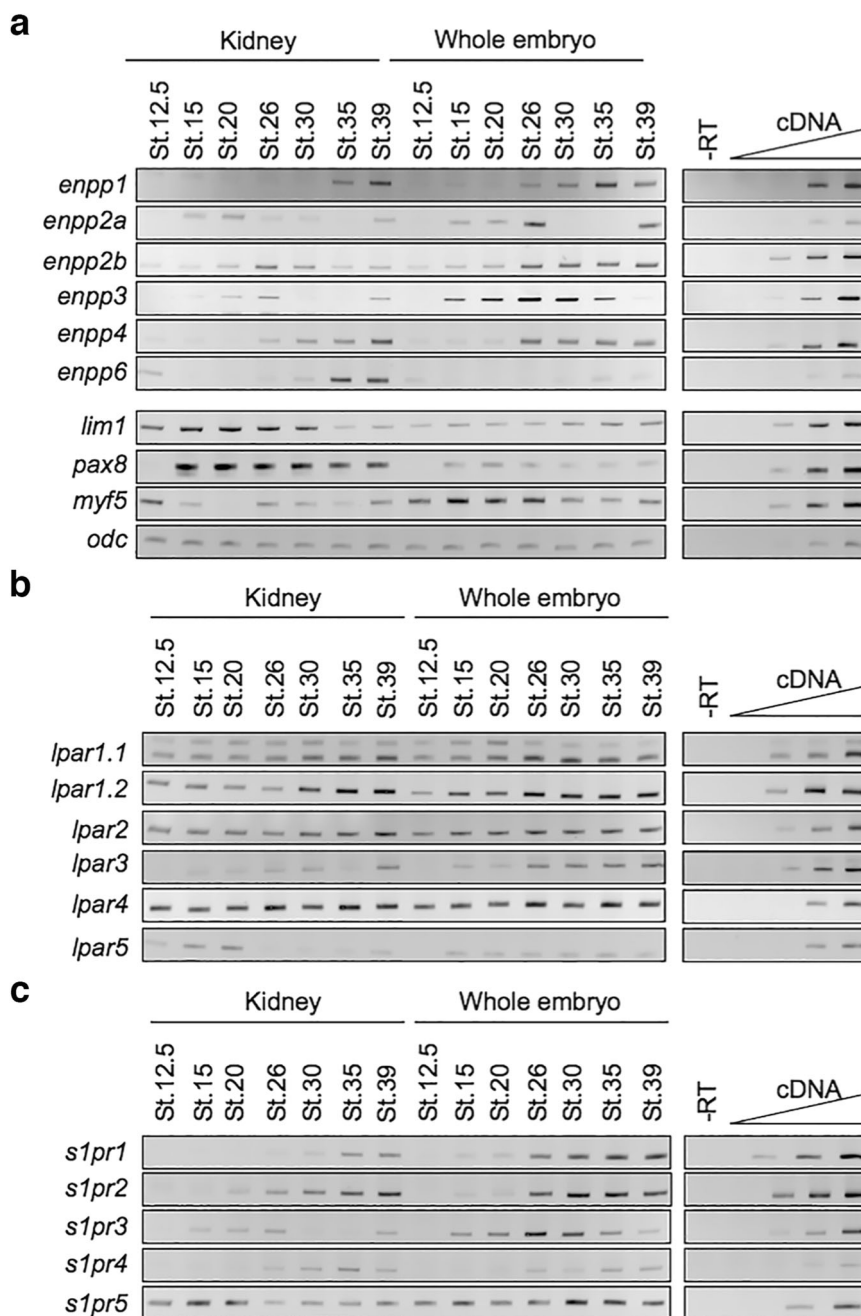 a
Kidney Whole embryo
St.12.5 St.15 St.20 St.26 St.30 St.35 St.39 St.12.5 St.15 St.20 St.26 St.30 St.35 St.39 -RT cDNA
enpp1
enpp2a
enpp2b
enpp3
enpp4
enpp6
lim1
pax8
myf5
odc
b
Kidney Whole embryo
St.12.5 St.15 St.20 St.26 St.30 St.35 St.39 St.12.5 St.15 St.20 St.26 St.30 St.35 St.39 -RT cDNA
lpar1.1
lpar1.2
lpar2
lpar3
lpar4
lpar5
c
Kidney Whole embryo
St.12.5 St.15 St.20 St.26 St.30 St.35 St.39 St.12.5 St.15 St.20 St.26 St.30 St.35 St.39 -RT cDNA
s1pr1
s1pr2
s1pr3
s1pr4
s1pr5